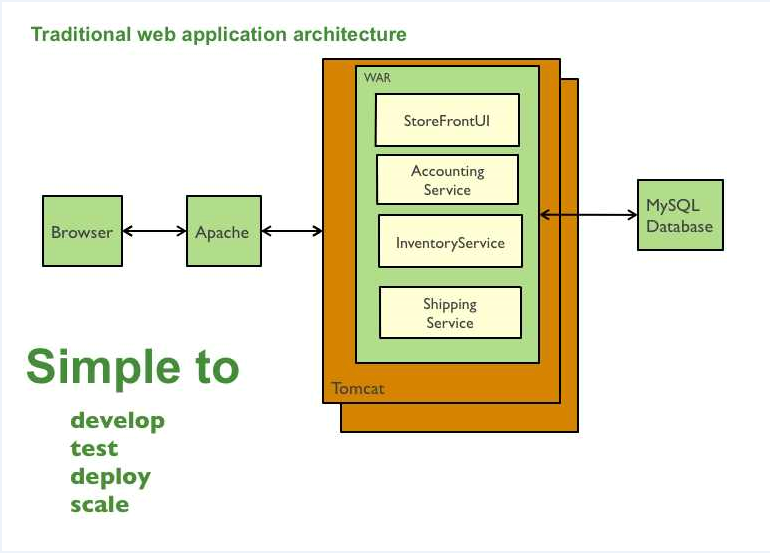 Traditional web application architecture
WAR
StoreFrontUI
Accounting
Service
InventoryService
Shipping
Service
Tomcat
Browser
Apache
MySQL
Database
Simple to
develop
test
deploy
scale